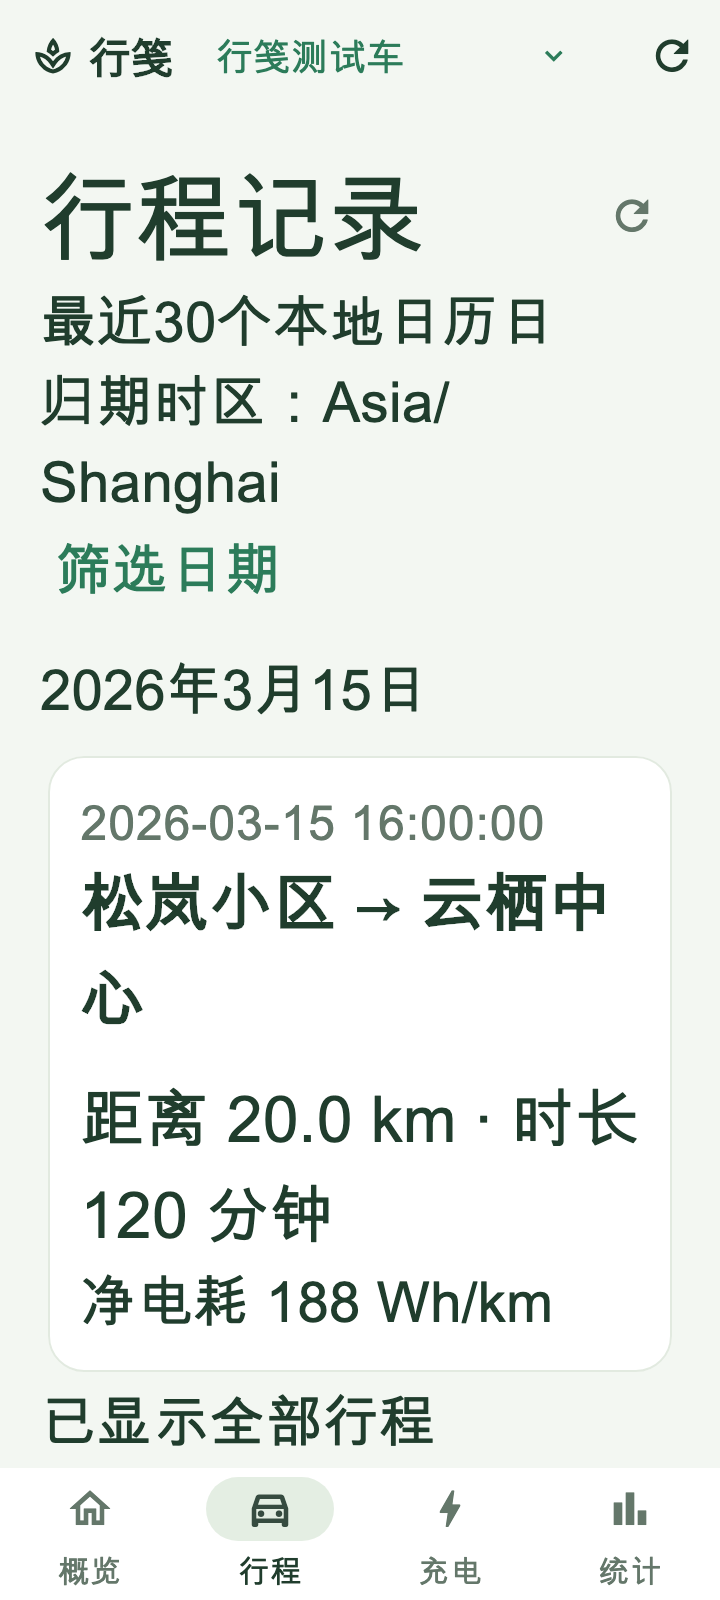 行笺 行笺测试车
行程记录
最近30个本地日历日
归期时区：Asia/
Shanghai
筛选日期
2026年3月15日
2026-03-15 16:00:00
松岚小区 → 云栖中
心
距离 20.0 km · 时长
120 分钟
净电耗 188 Wh/km
已显示全部行程
概览 行程 充电 统计